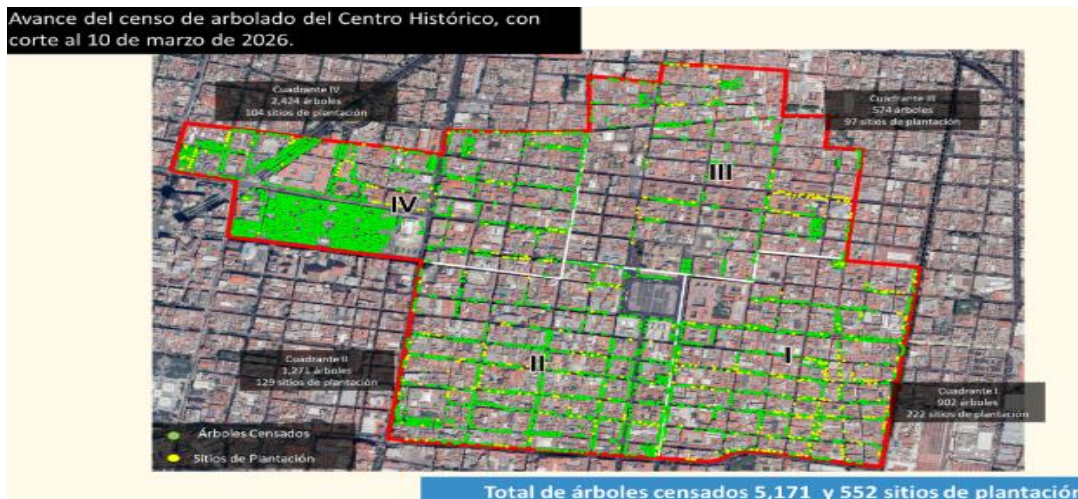 Avance del censo de arbolado del Centro Histórico, con
corte al 10 de marzo de 2026.
Cuadrante IV
2,424 árboles
104 sitios de plantación
Cuadrante III
574 árboles
97 sitios de plantación
III
IV
Cuadrante II
1,271 árboles
129 sitios de plantación
II
I
Cuadrante I
902 árboles
222 sitios de plantación
Árboles Censados
Sitios de Plantación
Total de árboles censados 5,171 y 552 sitios de plantación